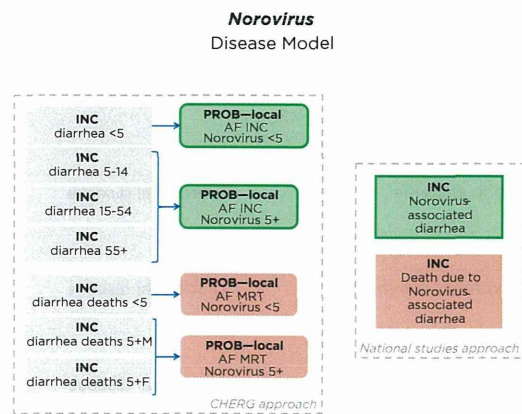 Norovirus
Disease Model
INC
diarrhea <5
PROB—local
AF INC
Norovirus <5
INC
diarrhea 5-14
INC
diarrhea 15-54
INC
diarrhea 55+
PROB—local
AF INC
Norovirus 5+
INC
diarrhea deaths <5
PROB—local
AF MRT
Norovirus <5
INC
diarrhea deaths 5+M
INC
diarrhea deaths 5+F
PROB—local
AF MRT
Norovirus 5+
CHERG approach
INC
Norovirus-
associated
diarrhea
INC
Death due to
Norovirus-
associated
diarrhea
National studies approach